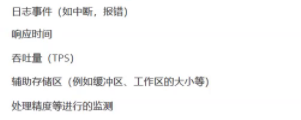 日志事件（如中断，报错）
响应时间
吞吐量（TPS）
辅助存储区（例如缓冲区、工作区的大小等）
处理精度等进行的监测